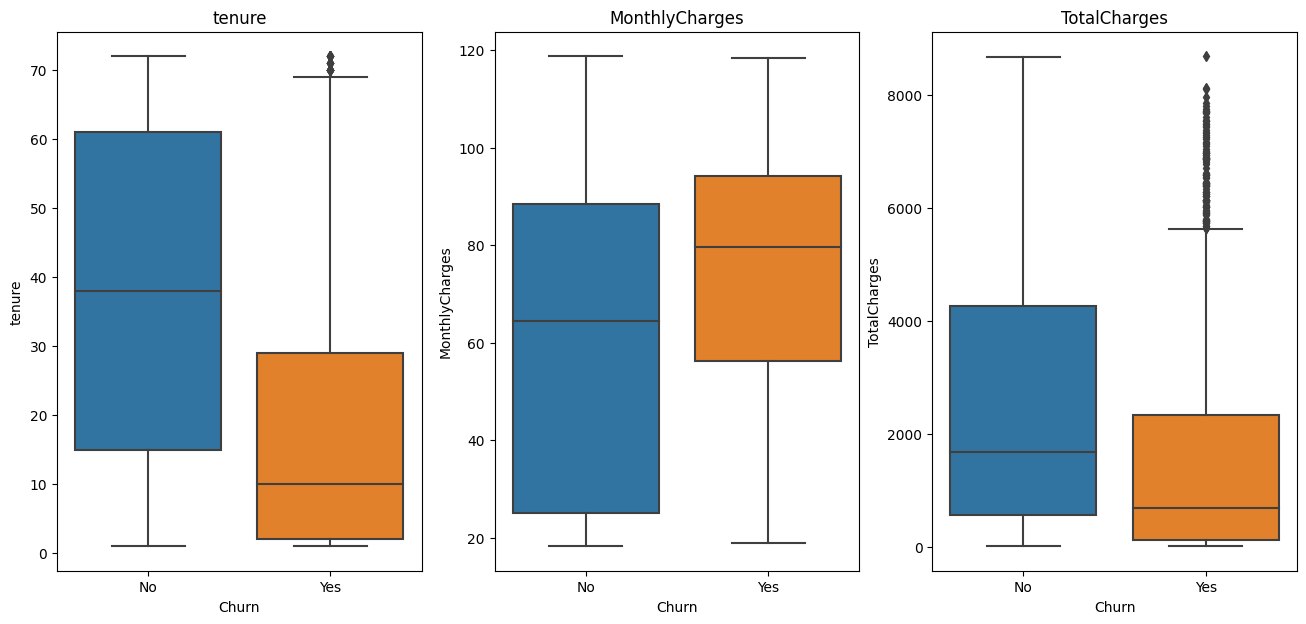 tenure
70
60
50
40
30
20
10
0
tenure
No Yes
Churn
MonthlyCharges
120
100
80
60
40
20
MonthlyCharges
No Yes
Churn
TotalCharges
8000
6000
4000
2000
0
TotalCharges
No Yes
Churn